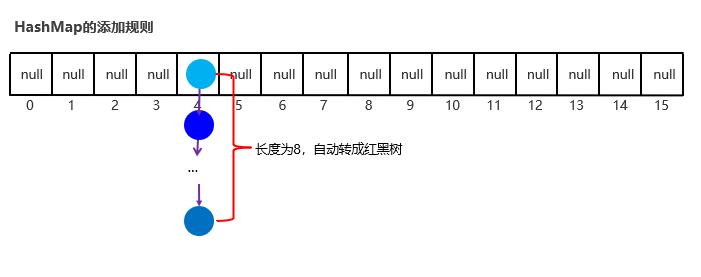 HashMap的添加规则
null null null null null null null null null null null null null null null
0 1 2 3 4 5 6 7 8 9 10 11 12 13 14 15
长度为8，自动转成红黑树
...